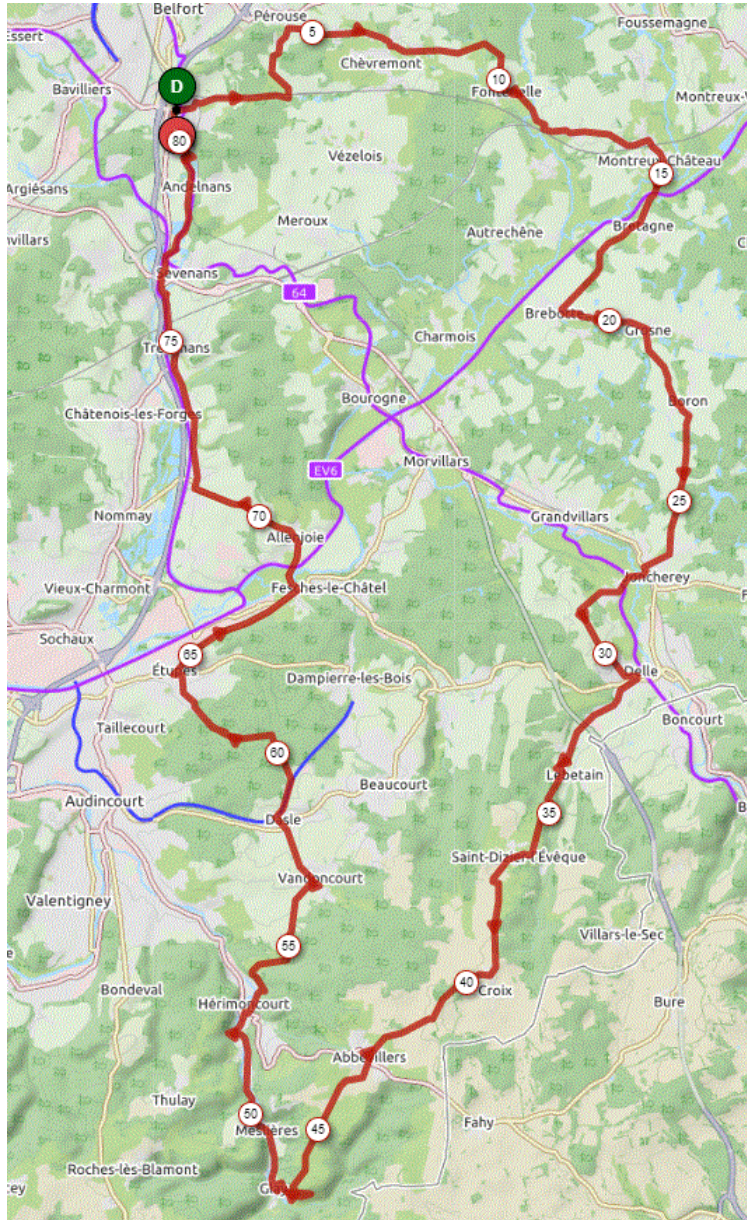 Belfort
Pérouse
Essert
5
Foussemagne
Chèvremont
D
10
Bavilliers
Montreux-V
80
Vézelois
Montreux-Château
15
Argiésans
Andelnans
Meroux
Autrechêne
Bretagne
nvillars
Sévenans
64
Brebotte
20
Grosne
Charmois
75
Bourogne
Boron
Châtenois-les-Forges
Morvillars
EV6
25
Nommay
70
Grandvillars
Allenjoie
Joncherey
Vieux-Charmont
Fesches-le-Châtel
Sochaux
65
30
Étupes
Delle
Dampierre-les-Bois
Taillecourt
Boncourt
60
Lebetain
Beaucourt
Audincourt
35
Dasle
Saint-Dizier-l'Évêque
Vandoncourt
Valentigney
Villars-le-Sec
55
Bondeval
40
Croix
Hérimoncourt
Bure
Abbévillers
Thulay
50
Meslières
45
Fahy
Roches-lès-Blamont
Glay
cey